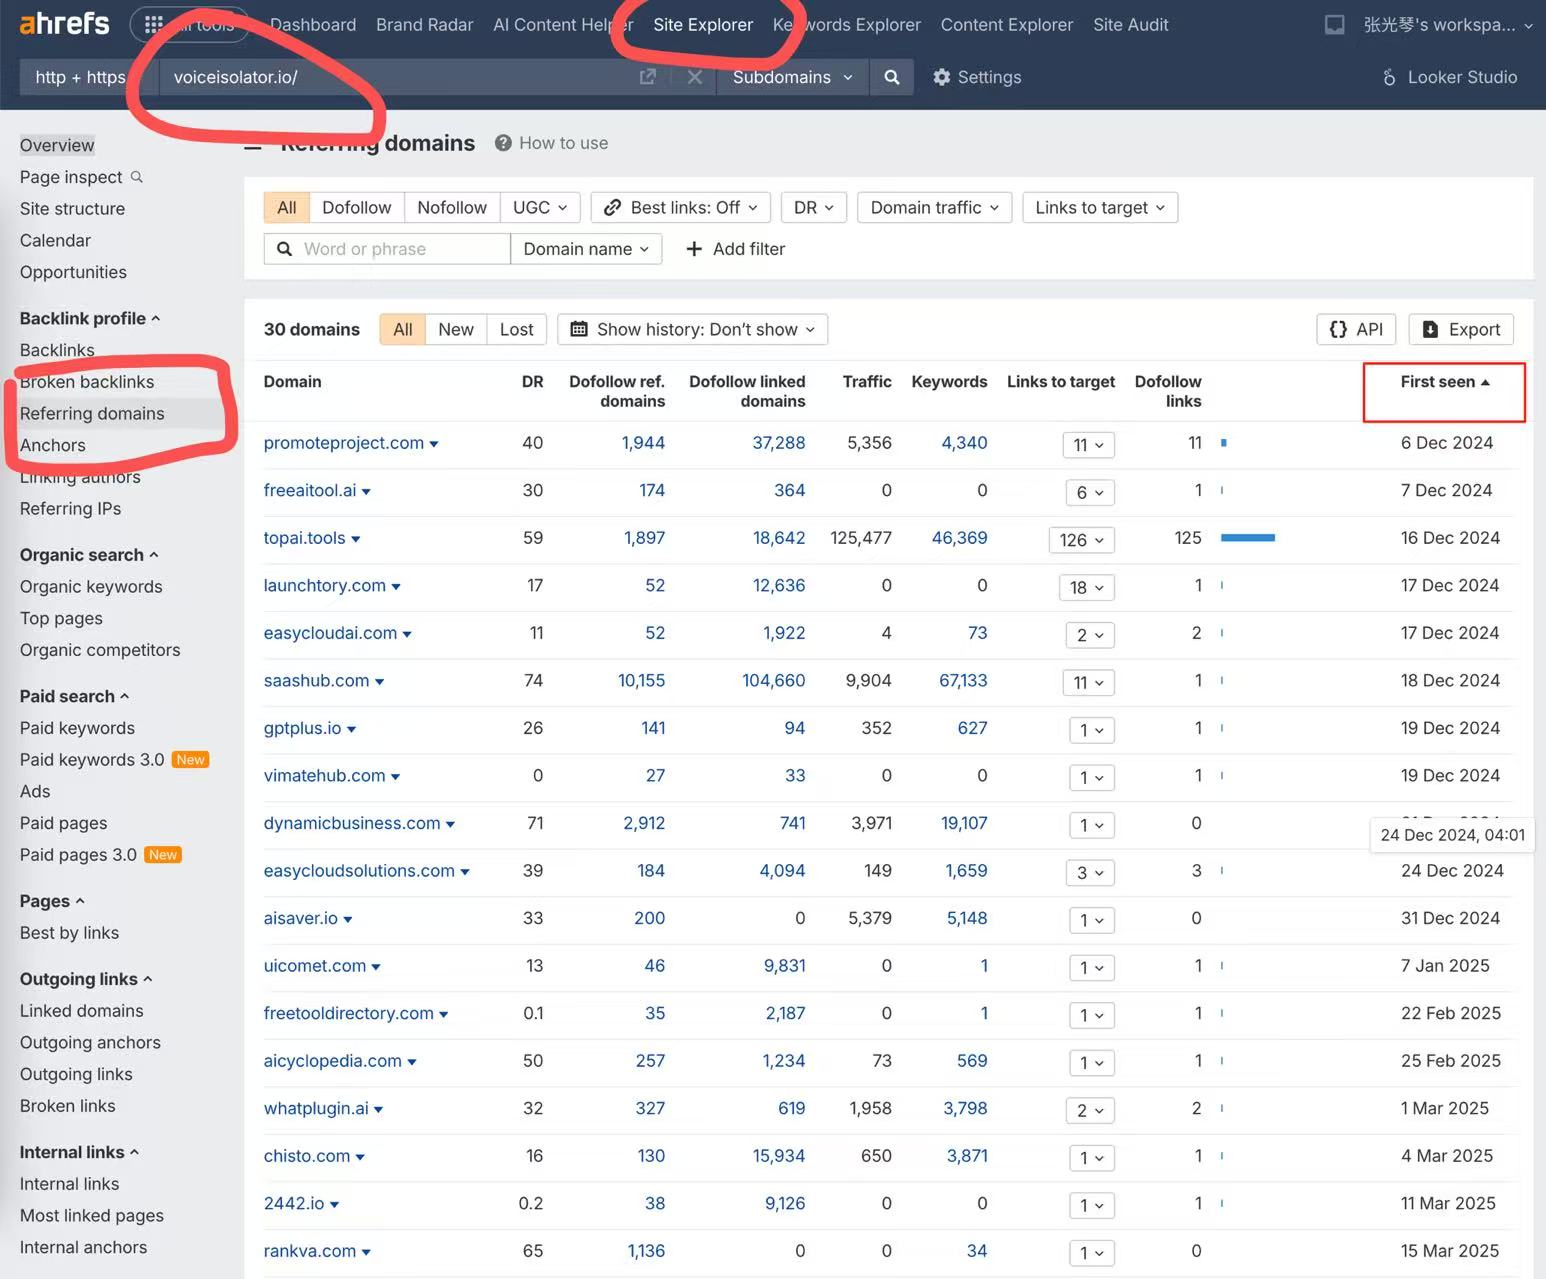 ahrefs
All tools
Dashboard
Brand Radar
AI Content Helper
Site Explorer
Keywords Explorer
Content Explorer
Site Audit
张光琴's workspa...
http + https
voiceisolator.io/
Subdomains
Settings
Looker Studio
Overview
Page inspect
Site structure
Calendar
Opportunities
Backlink profile
Backlinks
Broken backlinks
Referring domains
Anchors
Linking authors
Referring IPs
Organic search
Organic keywords
Top pages
Organic competitors
Paid search
Paid keywords
Paid keywords 3.0 New
Ads
Paid pages
Paid pages 3.0 New
Pages
Best by links
Outgoing links
Linked domains
Outgoing anchors
Outgoing links
Broken links
Internal links
Internal links
Most linked pages
Internal anchors
Referring domains
How to use
All Dofollow Nofollow UGC Best links: Off DR Domain traffic Links to target
Word or phrase Domain name Add filter
30 domains All New Lost Show history: Don't show API Export
Domain DR Dofollow ref. domains Dofollow linked domains Traffic Keywords Links to target Dofollow links First seen
promoteproject.com 40 1,944 37,288 5,356 4,340 11 11 6 Dec 2024
freeaitool.ai 30 174 364 0 0 6 1 7 Dec 2024
topai.tools 59 1,897 18,642 125,477 46,369 126 125 16 Dec 2024
launchtory.com 17 52 12,636 0 0 18 1 17 Dec 2024
easycloudai.com 11 52 1,922 4 73 2 2 17 Dec 2024
saashub.com 74 10,155 104,660 9,904 67,133 11 1 18 Dec 2024
gptplus.io 26 141 94 352 627 1 1 19 Dec 2024
vimatehub.com 0 27 33 0 0 1 1 19 Dec 2024
dynamicbusiness.com 71 2,912 741 3,971 19,107 1 0
24 Dec 2024, 04:01
easycloudsolutions.com 39 184 4,094 149 1,659 3 3 24 Dec 2024
aisaver.io 33 200 0 5,379 5,148 1 0 31 Dec 2024
uicomet.com 13 46 9,831 0 1 1 1 7 Jan 2025
freetooldirectory.com 0.1 35 2,187 0 1 1 1 22 Feb 2025
aicyclopedia.com 50 257 1,234 73 569 1 1 25 Feb 2025
whatplugin.ai 32 327 619 1,958 3,798 2 2 1 Mar 2025
chisto.com 16 130 15,934 650 3,871 1 1 4 Mar 2025
2442.io 0.2 38 9,126 0 0 1 1 11 Mar 2025
rankva.com 65 1,136 0 0 34 1 0 15 Mar 2025